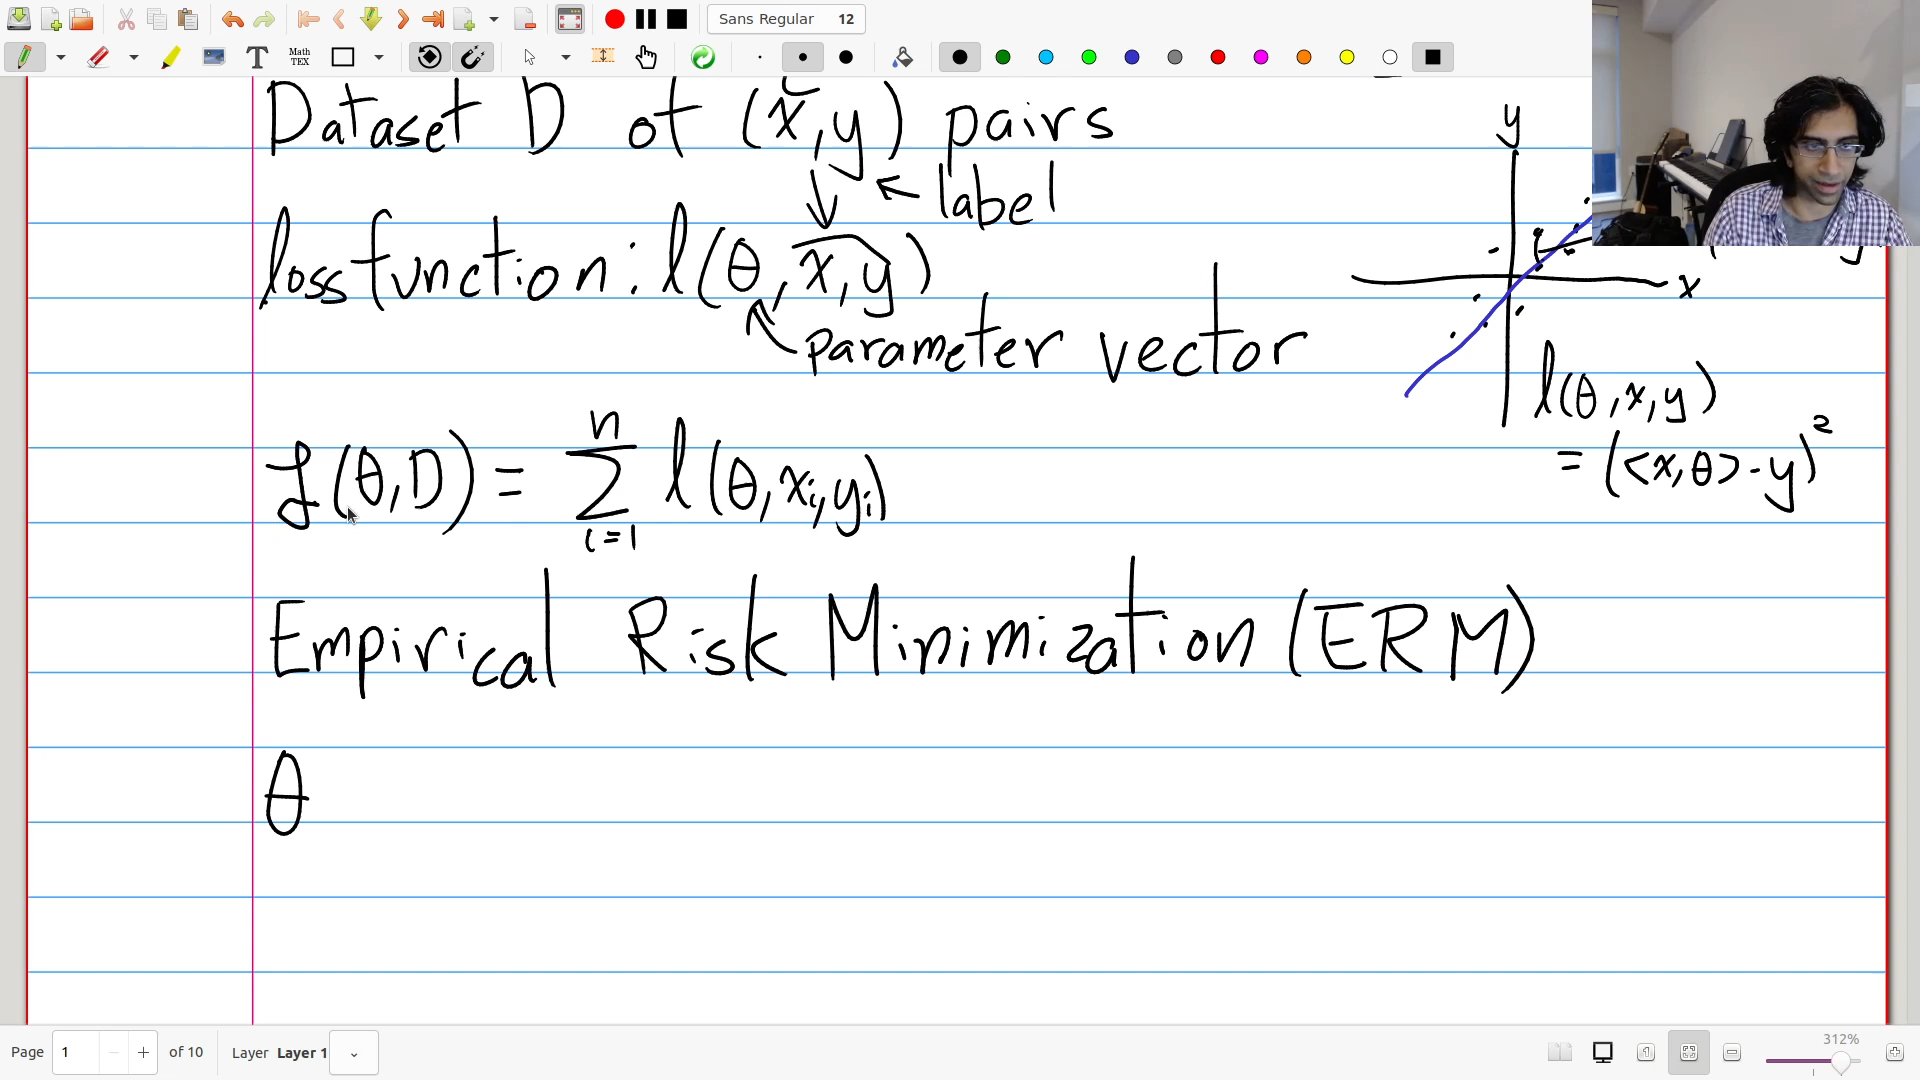 Sans Regular 12
Math TEX
Dataset D of (x,y) pairs
label
loss function: l(θ, x, y)
parameter vector
y
x
l(θ, x, y)
= (<x,θ> - y)²
ℒ(θ, D) = Σ l(θ, xi, yi)
n
i=1
Empirical Risk Minimization (ERM)
θ
Page 1 of 10 Layer Layer 1
312%